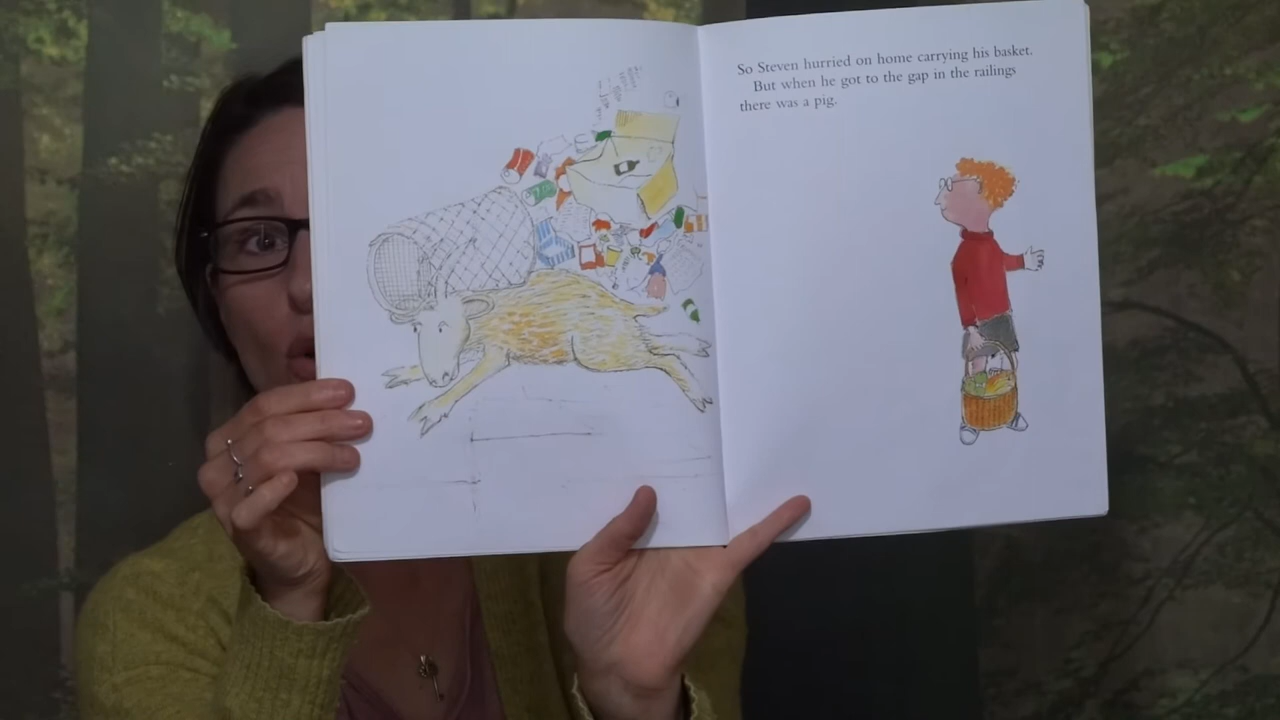 So Steven hurried on home carrying his basket.
But when he got to the gap in the railings
there was a pig.